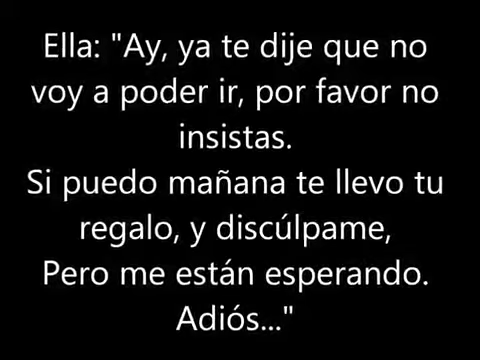 Ella: "Ay, ya te dije que no
voy a poder ir, por favor no
insistas.
Si puedo mañana te llevo tu
regalo, y discúlpame,
Pero me están esperando.
Adiós..."